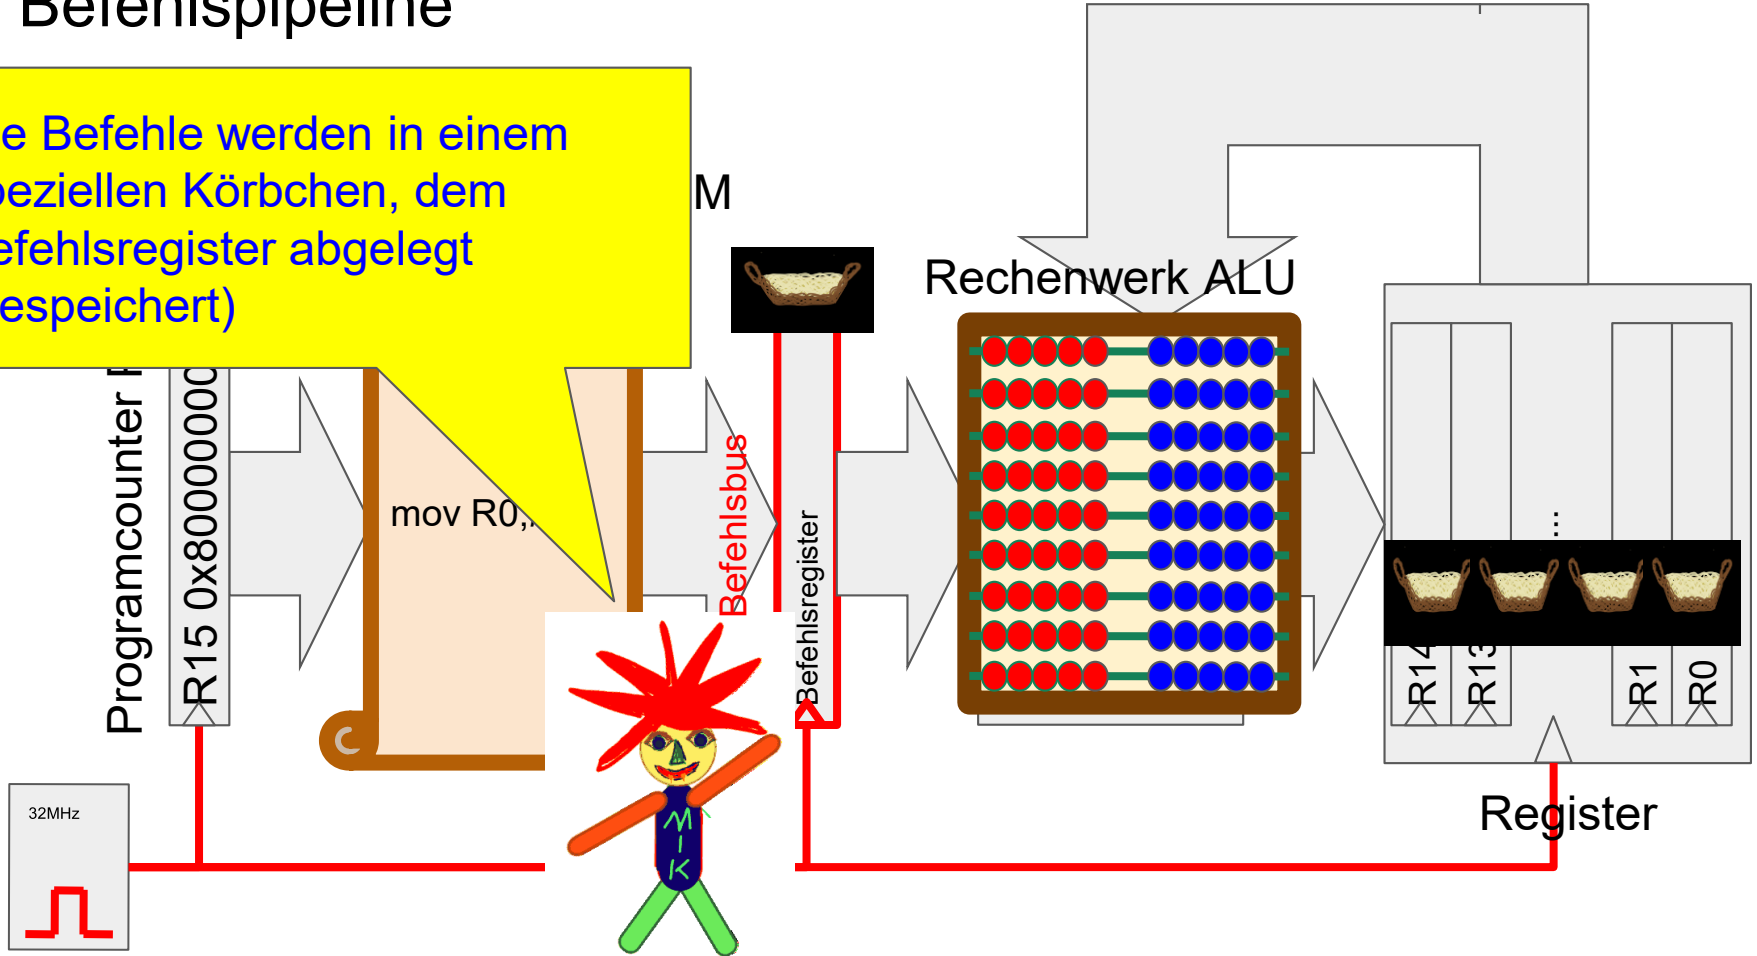 Befehlspipeline
e Befehle werden in einem
peziellen Körbchen, dem
efehlsregister abgelegt
espeichert)
M
Rechenwerk ALU
Programcounter
R15 0x80000000
mov R0,
Befehlsbus
Befehlsregister
...
R14
R13
R1
R0
32MHz
Register
MIK